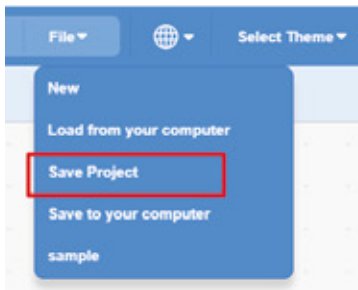 File Select Theme
New
Load from your computer
Save Project
Save to your computer
sample